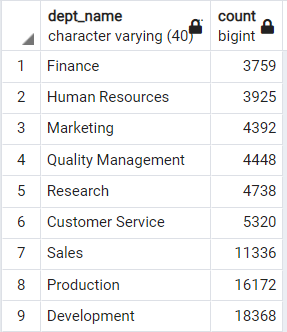 dept_name count
character varying (40) bigint
1 Finance 3759
2 Human Resources 3925
3 Marketing 4392
4 Quality Management 4448
5 Research 4738
6 Customer Service 5320
7 Sales 11336
8 Production 16172
9 Development 18368